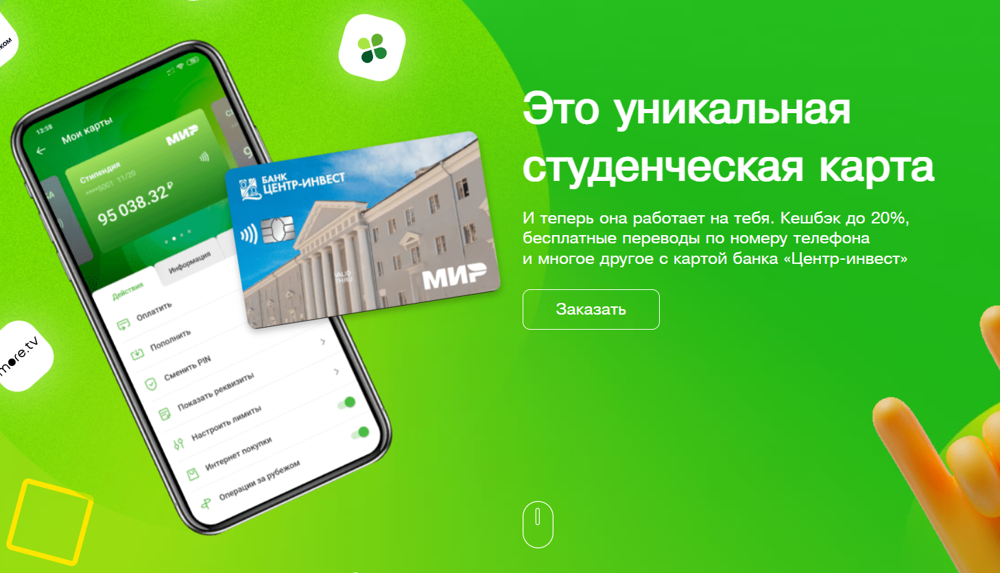 ком
Это уникальная
студенческая карта
И теперь она работает на тебя. Кешбэк до 20%,
бесплатные переводы по номеру телефона
и многое другое с картой банка «Центр-инвест»
Заказать
13:58
Мои карты
МИР
Стипендия
****5001 11/20
95 038.32 ₽
Действия
Информация
Оплатить
Пополнить
Сменить PIN
Показать реквизиты
Настроить лимиты
Интернет покупки
Операции за рубежом
БАНК
ЦЕНТР-ИНВЕСТ
VALID
THRU
МИР
more.tv